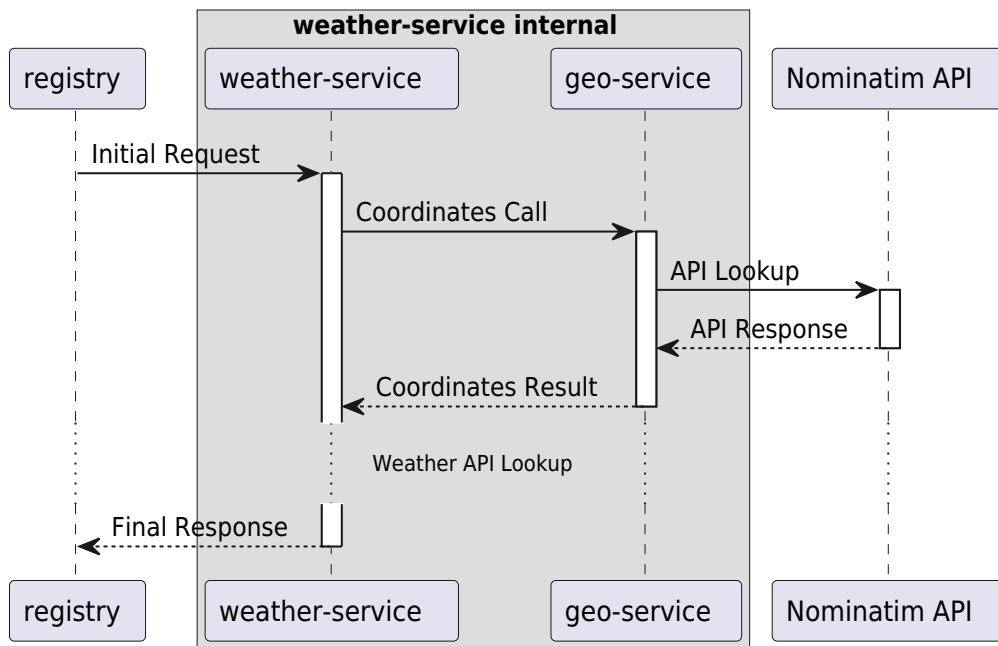 weather-service internal
registry
weather-service
geo-service
Nominatim API
Initial Request
Coordinates Call
API Lookup
API Response
Coordinates Result
Weather API Lookup
Final Response
registry
weather-service
geo-service
Nominatim API